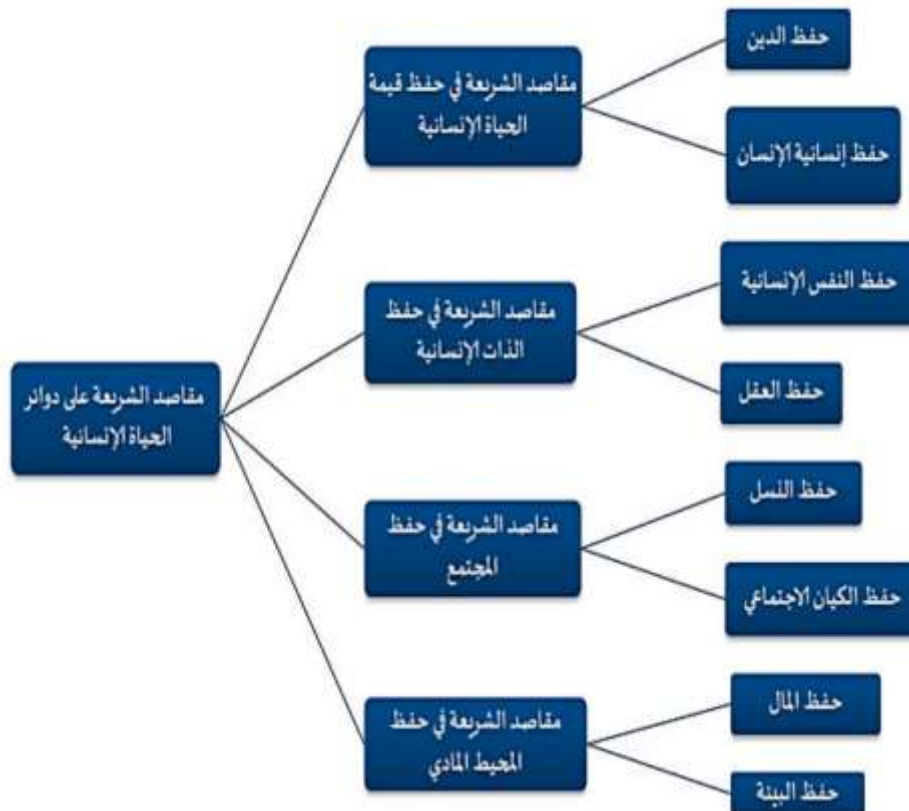 مقاصد الشريعة على دوائر
الحياة الإنسانية
مقاصد الشريعة في حفظ قيمة
الحياة الإنسانية
حفظ الدين
حفظ إنسانية الإنسان
مقاصد الشريعة في حفظ
الذات الإنسانية
حفظ النفس الإنسانية
حفظ العقل
مقاصد الشريعة في حفظ
المجتمع
حفظ النسل
حفظ الكيان الاجتماعي
مقاصد الشريعة في حفظ
المحيط المادي
حفظ المال
حفظ البيئة